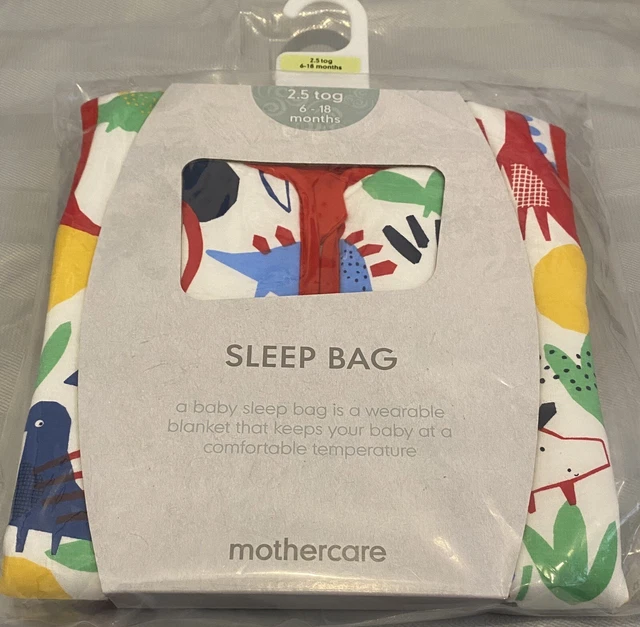 2.5 tog
6-18 months
2.5 tog
6 - 18
months
SLEEP BAG
a baby sleep bag is a wearable
blanket that keeps your baby at a
comfortable temperature
mothercare